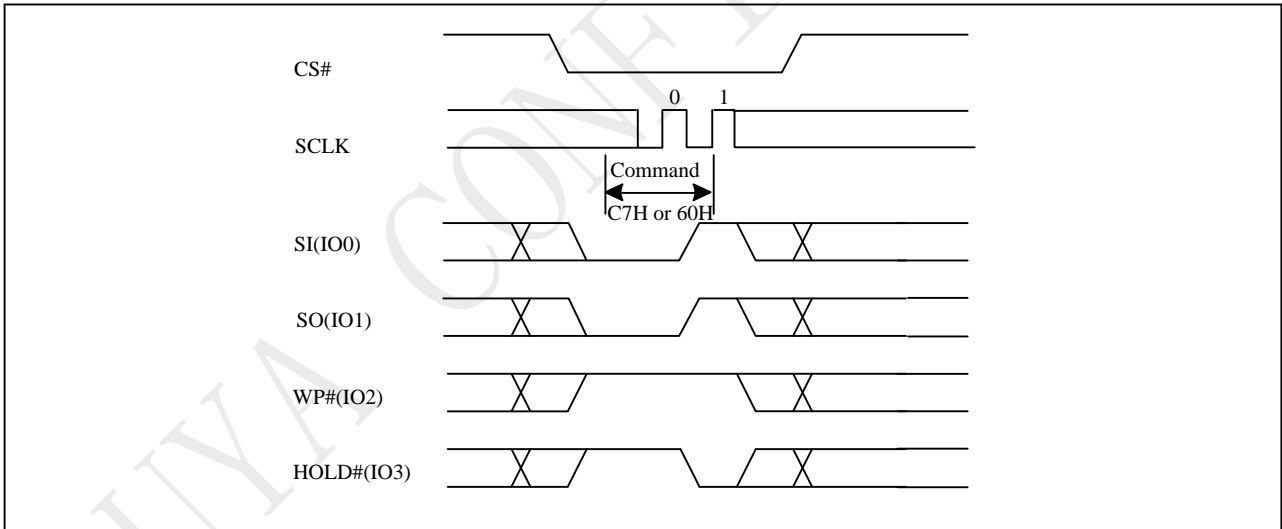 CS#
0 1
SCLK
Command
C7H or 60H
SI(IO0)
SO(IO1)
WP#(IO2)
HOLD#(IO3)